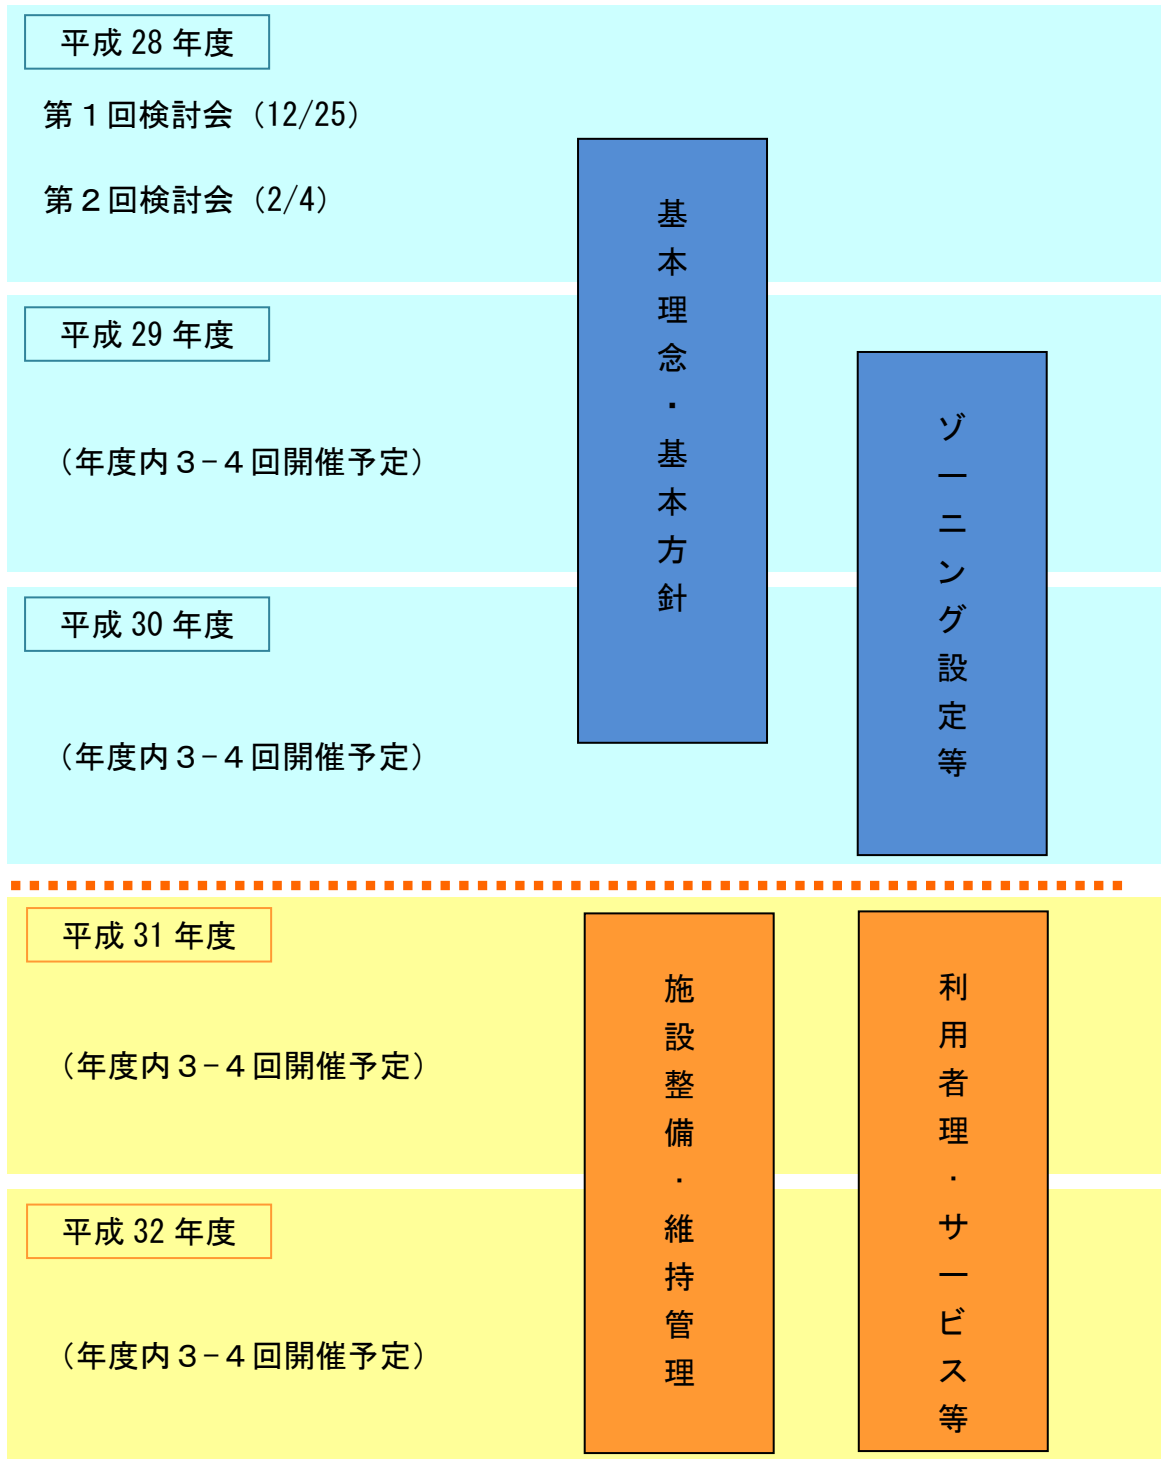 平成 28 年度
第１回検討会（12/25）
第２回検討会（2/4）
基本理念・基本方針
平成 29 年度
（年度内３−４回開催予定）
ゾーニング設定等
平成 30 年度
（年度内３−４回開催予定）
平成 31 年度
（年度内３−４回開催予定）
施設整備・維持管理
利用者理・サービス等
平成 32 年度
（年度内３−４回開催予定）